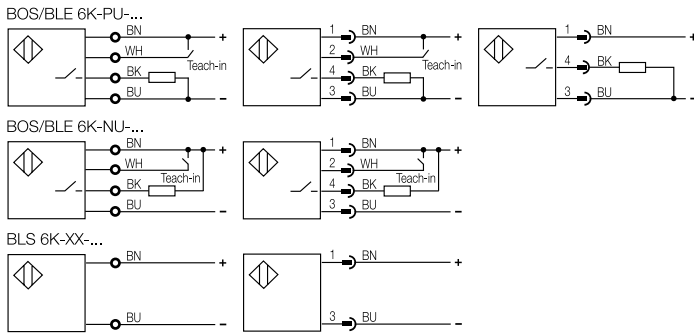 BOS/BLE 6K-PU-...
BN +
WH
Teach-in
BK
BU -
1 BN +
2 WH
Teach-in
4 BK
3 BU -
1 BN +
4 BK
3 BU -
BOS/BLE 6K-NU-...
BN +
WH
Teach-in
BK
BU -
1 BN +
2 WH
Teach-in
4 BK
3 BU -
BLS 6K-XX-...
BN +
BU -
1 BN +
3 BU -